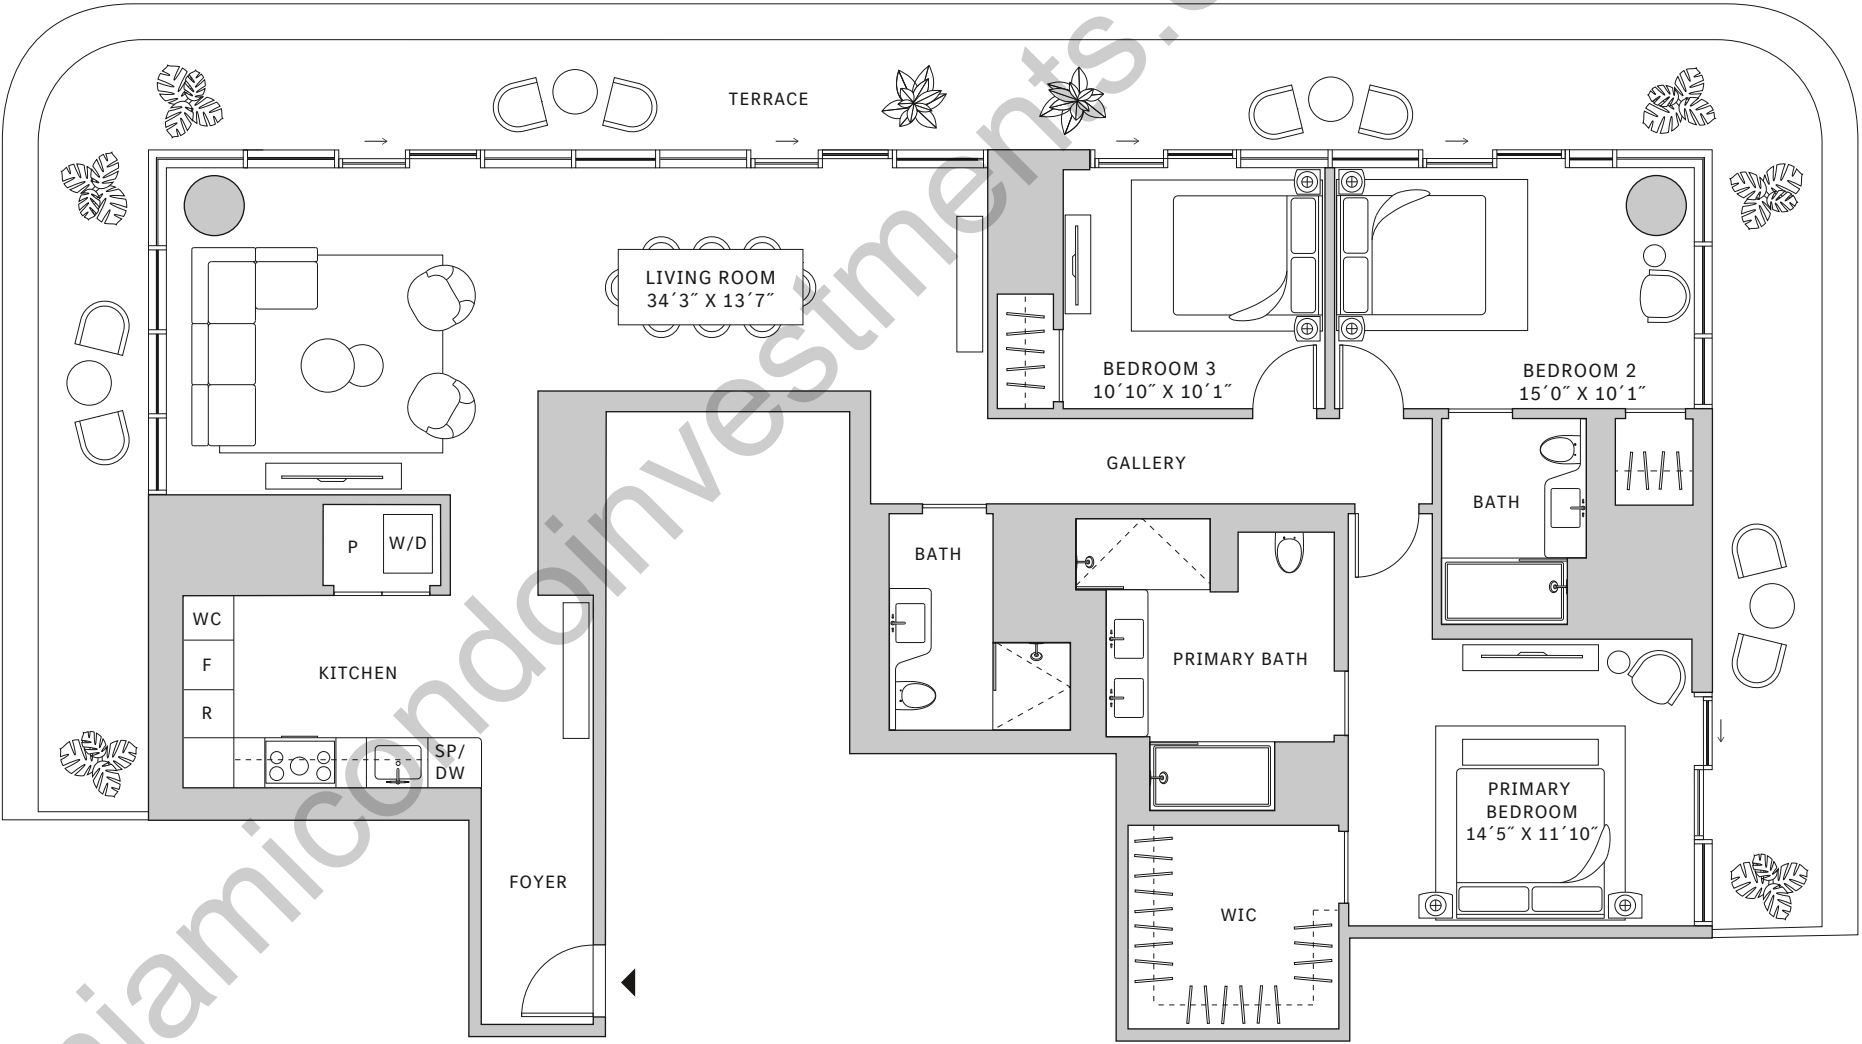 TERRACE
LIVING ROOM
34´3˝ X 13´7˝
BEDROOM 3
10´10˝ X 10´1˝
BEDROOM 2
15´0˝ X 10´1˝
GALLERY
BATH
P
W/D
BATH
WC
F
R
KITCHEN
SP/
DW
PRIMARY BATH
PRIMARY
BEDROOM
14´5˝ X 11´10˝
FOYER
WIC
miamicondoinvestments.c